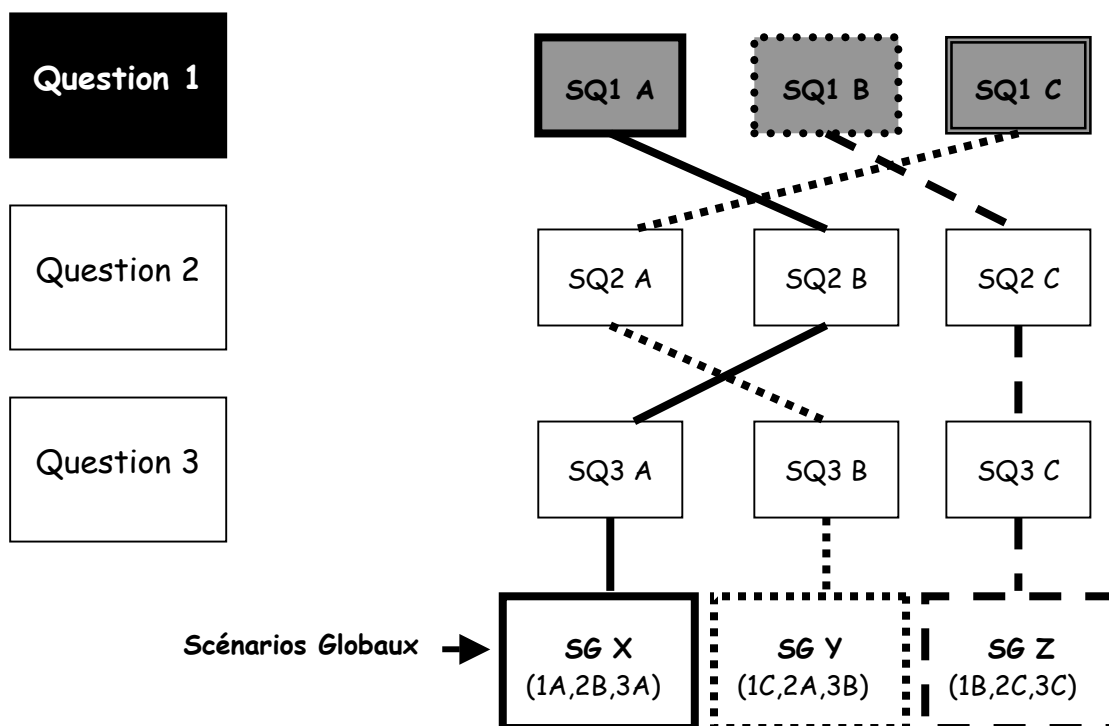 Question 1
SQ1 A
SQ1 B
SQ1 C
Question 2
SQ2 A
SQ2 B
SQ2 C
Question 3
SQ3 A
SQ3 B
SQ3 C
Scénarios Globaux
SG X
(1A,2B,3A)
SG Y
(1C,2A,3B)
SG Z
(1B,2C,3C)